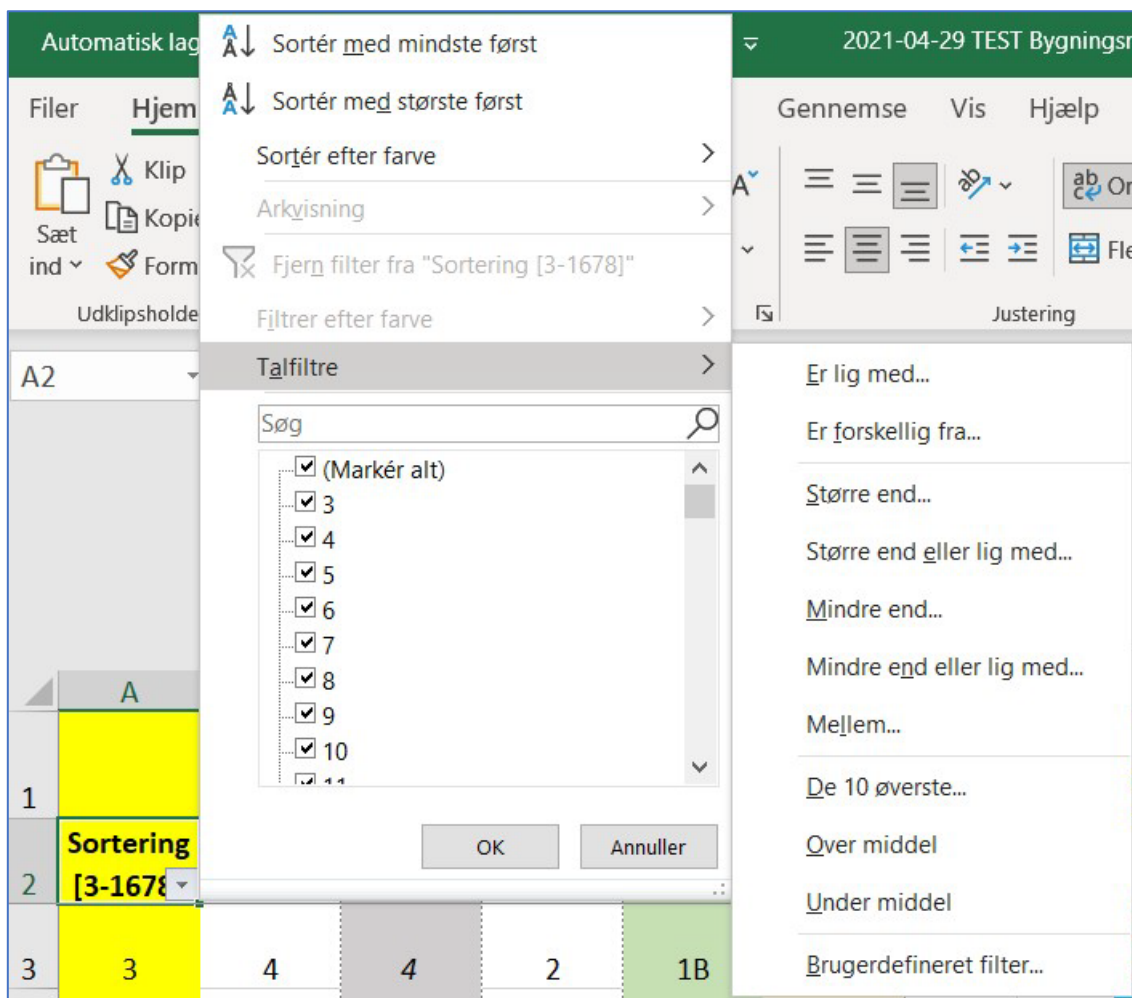 Automatisk lag
2021-04-29 TEST Bygningsr
Filer Hjem Gennemse Vis Hjælp
Sæt ind
Klip
Kopie
Form
Udklipsholde
ab c Or
Fle
Justering
A2
Sortér med mindste først
Sortér med største først
Sortér efter farve
Arkvisning
Fjern filter fra "Sortering [3-1678]"
Filtrer efter farve
Talfiltre
Søg
(Markér alt)
3
4
5
6
7
8
9
10
11
OK Annuller
Er lig med...
Er forskellig fra...
Større end...
Større end eller lig med...
Mindre end...
Mindre end eller lig med...
Mellem...
De 10 øverste...
Over middel
Under middel
Brugerdefineret filter...
A
1
2 Sortering
[3-1678
3 3 4 4 2 1B